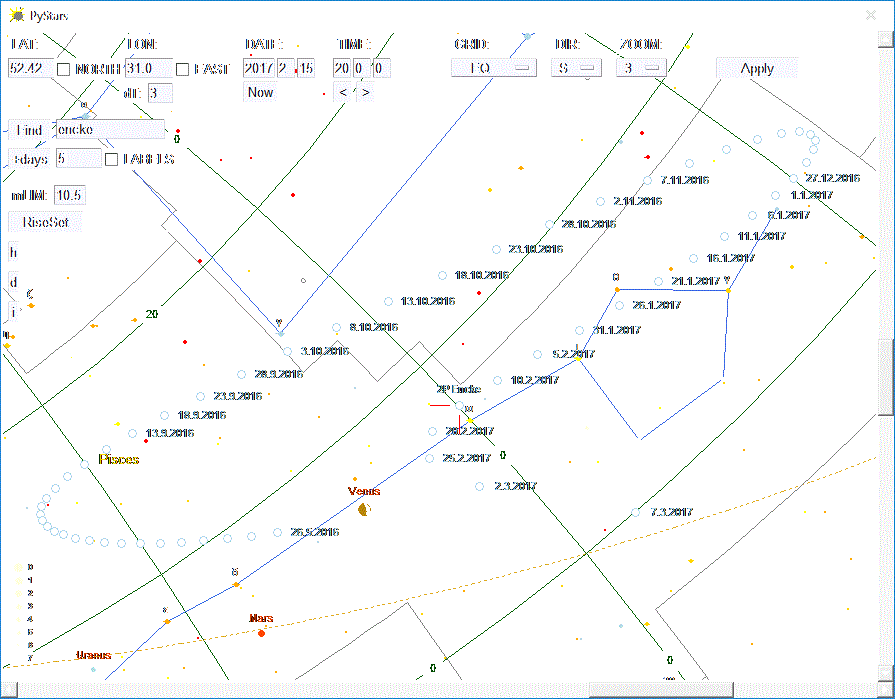 PyStars
LAT: LON: DATE: TIME: GRID: DIR: ZOOM:
52.42 NORTH 31.0 EAST 2017 2 15 20 0 0 EQ S 3 Apply
dT: 3 Now < >
Find encke
±days 5 LABELS
mLIM: 10.5
RiseSet
h
d
i
27.12.2016
1.1.2017
6.1.2017
11.1.2017
16.1.2017
21.1.2017
26.1.2017
31.1.2017
5.2.2017
10.2.2017
2P Encke
20.2.2017
25.2.2017
2.3.2017
7.3.2017
7.11.2016
2.11.2016
28.10.2016
23.10.2016
18.10.2016
13.10.2016
8.10.2016
3.10.2016
28.9.2016
23.9.2016
18.9.2016
13.9.2016
Pisces
20
0
0
0
0
Venus
26.5.2016
Mars
Uranus
0
1
2
3
4
5
6
7